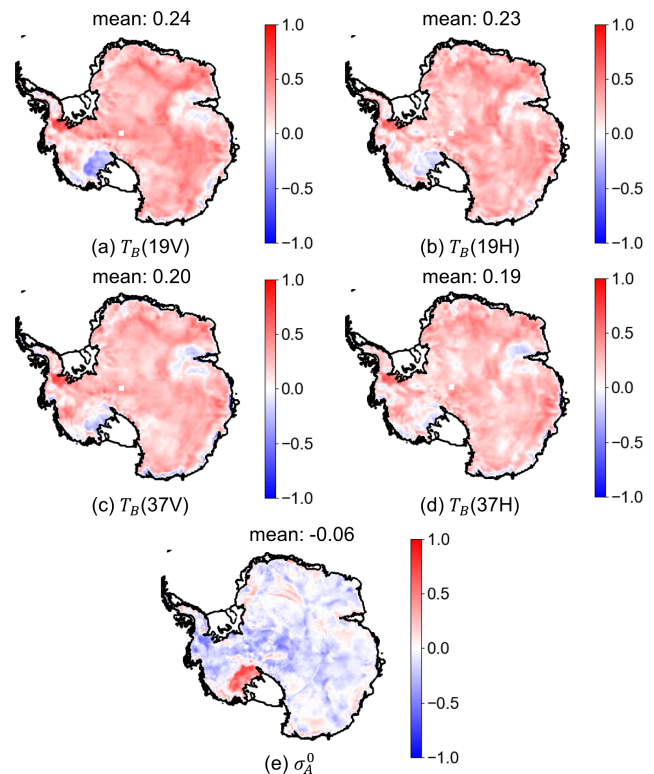 mean: 0.24
1.0
0.5
0.0
−0.5
−1.0
(a) T_B(19V)
mean: 0.23
1.0
0.5
0.0
−0.5
−1.0
(b) T_B(19H)
mean: 0.20
1.0
0.5
0.0
−0.5
−1.0
(c) T_B(37V)
mean: 0.19
1.0
0.5
0.0
−0.5
−1.0
(d) T_B(37H)
mean: -0.06
1.0
0.5
0.0
−0.5
−1.0
(e) σ_A^0